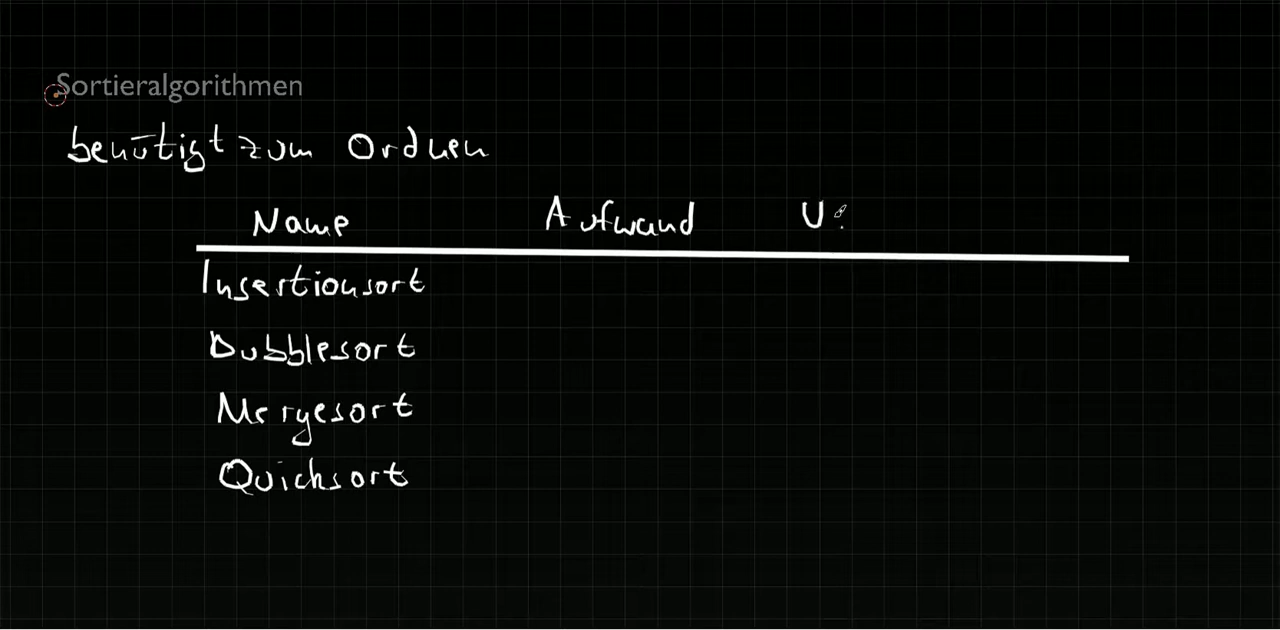 Sortieralgorithmen
benötigt zum Ordnen
Name Aufwand
Insertionsort
Bubblesort
Mergesort
Quicksort